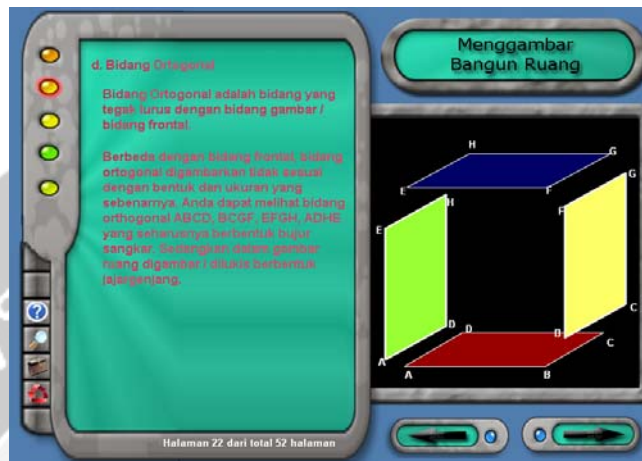 Menggambar
Bangun Ruang
d. Bidang Ortogonal
Bidang Ortogonal adalah bidang yang
tegak lurus dengan bidang gambar /
bidang frontal.
Berbeda dengan bidang frontal, bidang
ortogonal digambarkan tidak sesuai
dengan bentuk dan ukuran yang
sebenarnya. Anda dapat melihat bidang
orthogonal ABCD, BCGF, EFGH, ADHE
yang seharusnya berbentuk bujur
sangkar. Sedangkan dalam gambar
ruang digambar / dilukis berbentuk
jajargenjang.
H
G
E
F
E
H
A
D
F
G
B
C
D
C
A
B
Halaman 22 dari total 52 halaman